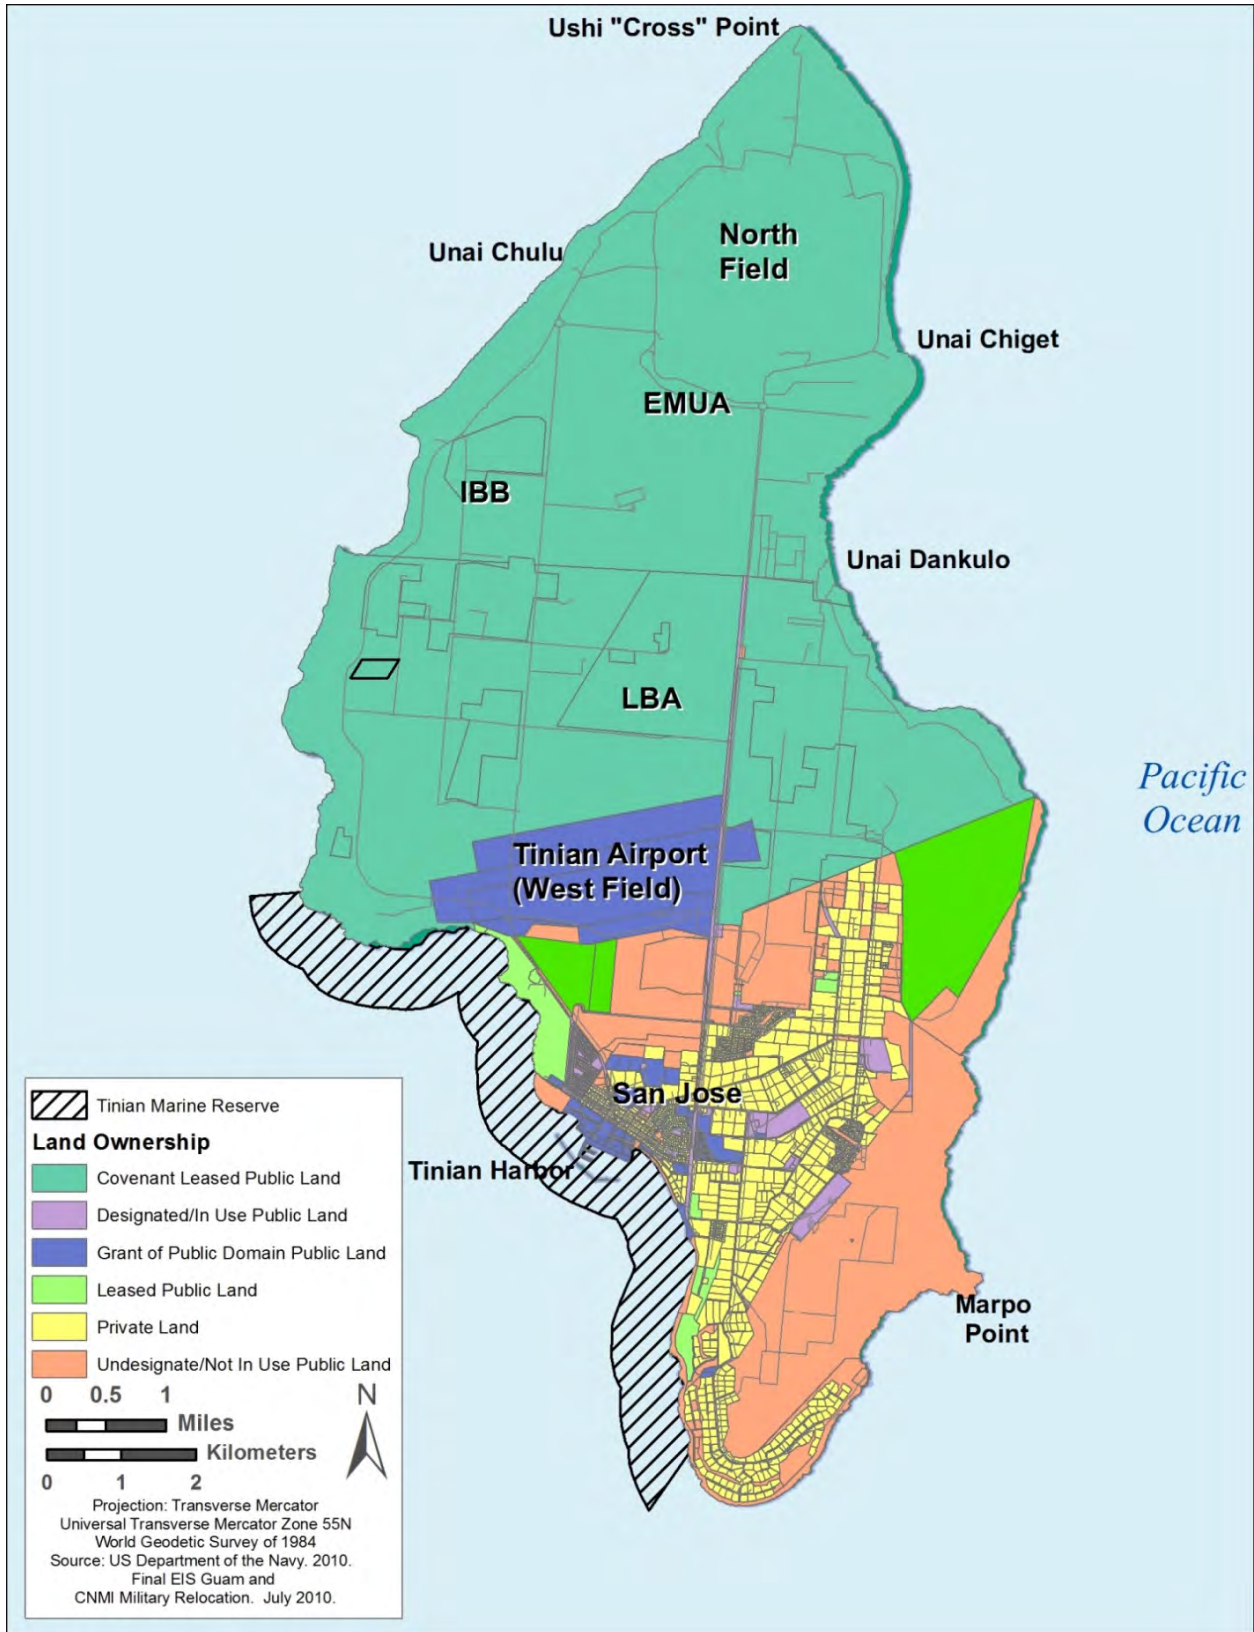 Ushi "Cross" Point
North
Field
Unai Chulu
Unai Chiget
EMUA
IBB
Unai Dankulo
LBA
Pacific
Ocean
Tinian Airport
(West Field)
San Jose
Tinian Harbor
Marpo
Point
Tinian Marine Reserve
Land Ownership
Covenant Leased Public Land
Designated/In Use Public Land
Grant of Public Domain Public Land
Leased Public Land
Private Land
Undesignate/Not In Use Public Land
0 0.5 1
Miles
Kilometers
0 1 2
N
Projection: Transverse Mercator
Universal Transverse Mercator Zone 55N
World Geodetic Survey of 1984
Source: US Department of the Navy. 2010.
Final EIS Guam and
CNMI Military Relocation. July 2010.